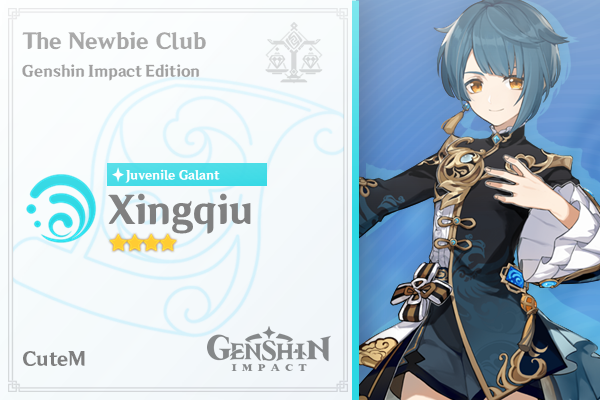 The Newbie Club
Genshin Impact Edition
Juvenile Galant
Xingqiu
CuteM
GENSHIN
IMPACT